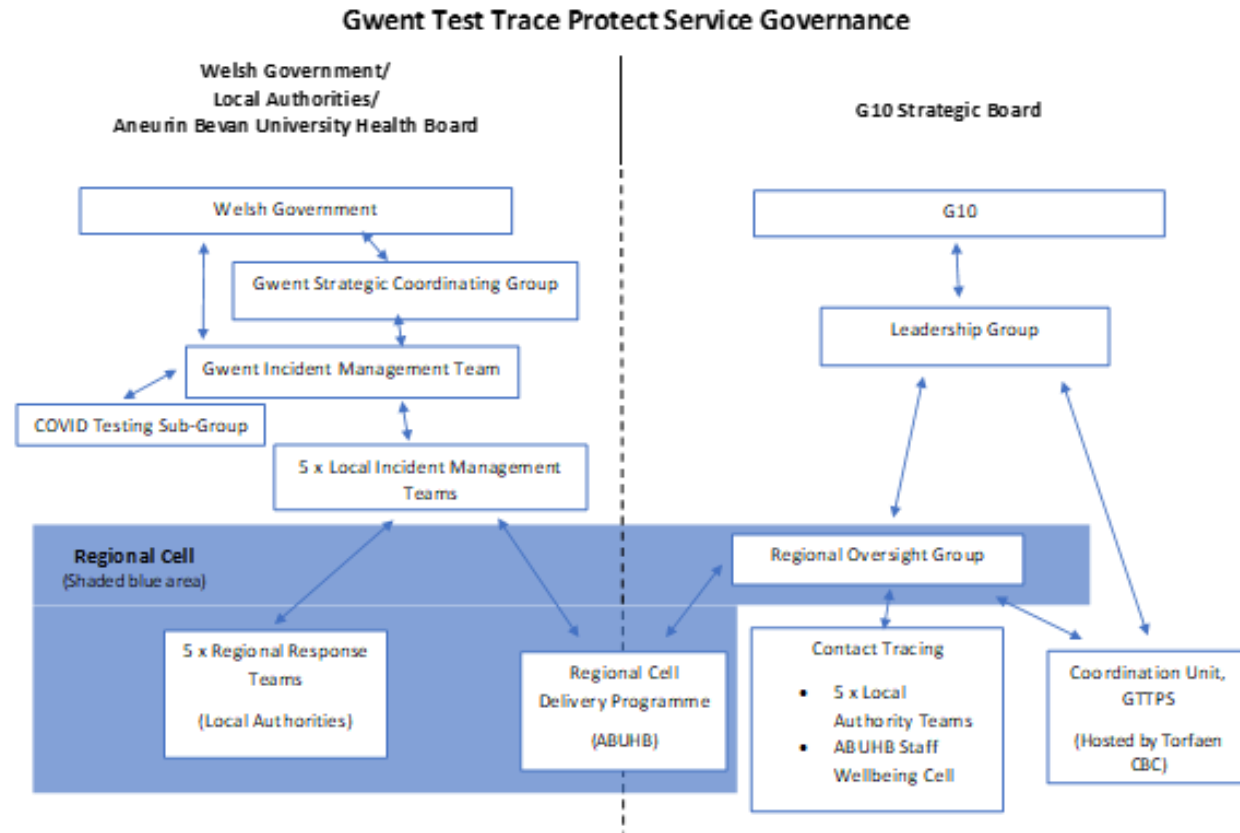 Gwent Test Trace Protect Service Governance
Welsh Government/
Local Authorities/
Aneurin Bevan University Health Board
G10 Strategic Board
Welsh Government
G10
Gwent Strategic Coordinating Group
Leadership Group
Gwent Incident Management Team
COVID Testing Sub-Group
5 x Local Incident Management
Teams
Regional Cell
(Shaded blue area)
Regional Oversight Group
5 x Regional Response
Teams
(Local Authorities)
Regional Cell
Delivery Programme
(ABUHB)
Contact Tracing
• 5 x Local
Authority Teams
• ABUHB Staff
Wellbeing Cell
Coordination Unit,
GTTPS
(Hosted by Torfaen
CBC)